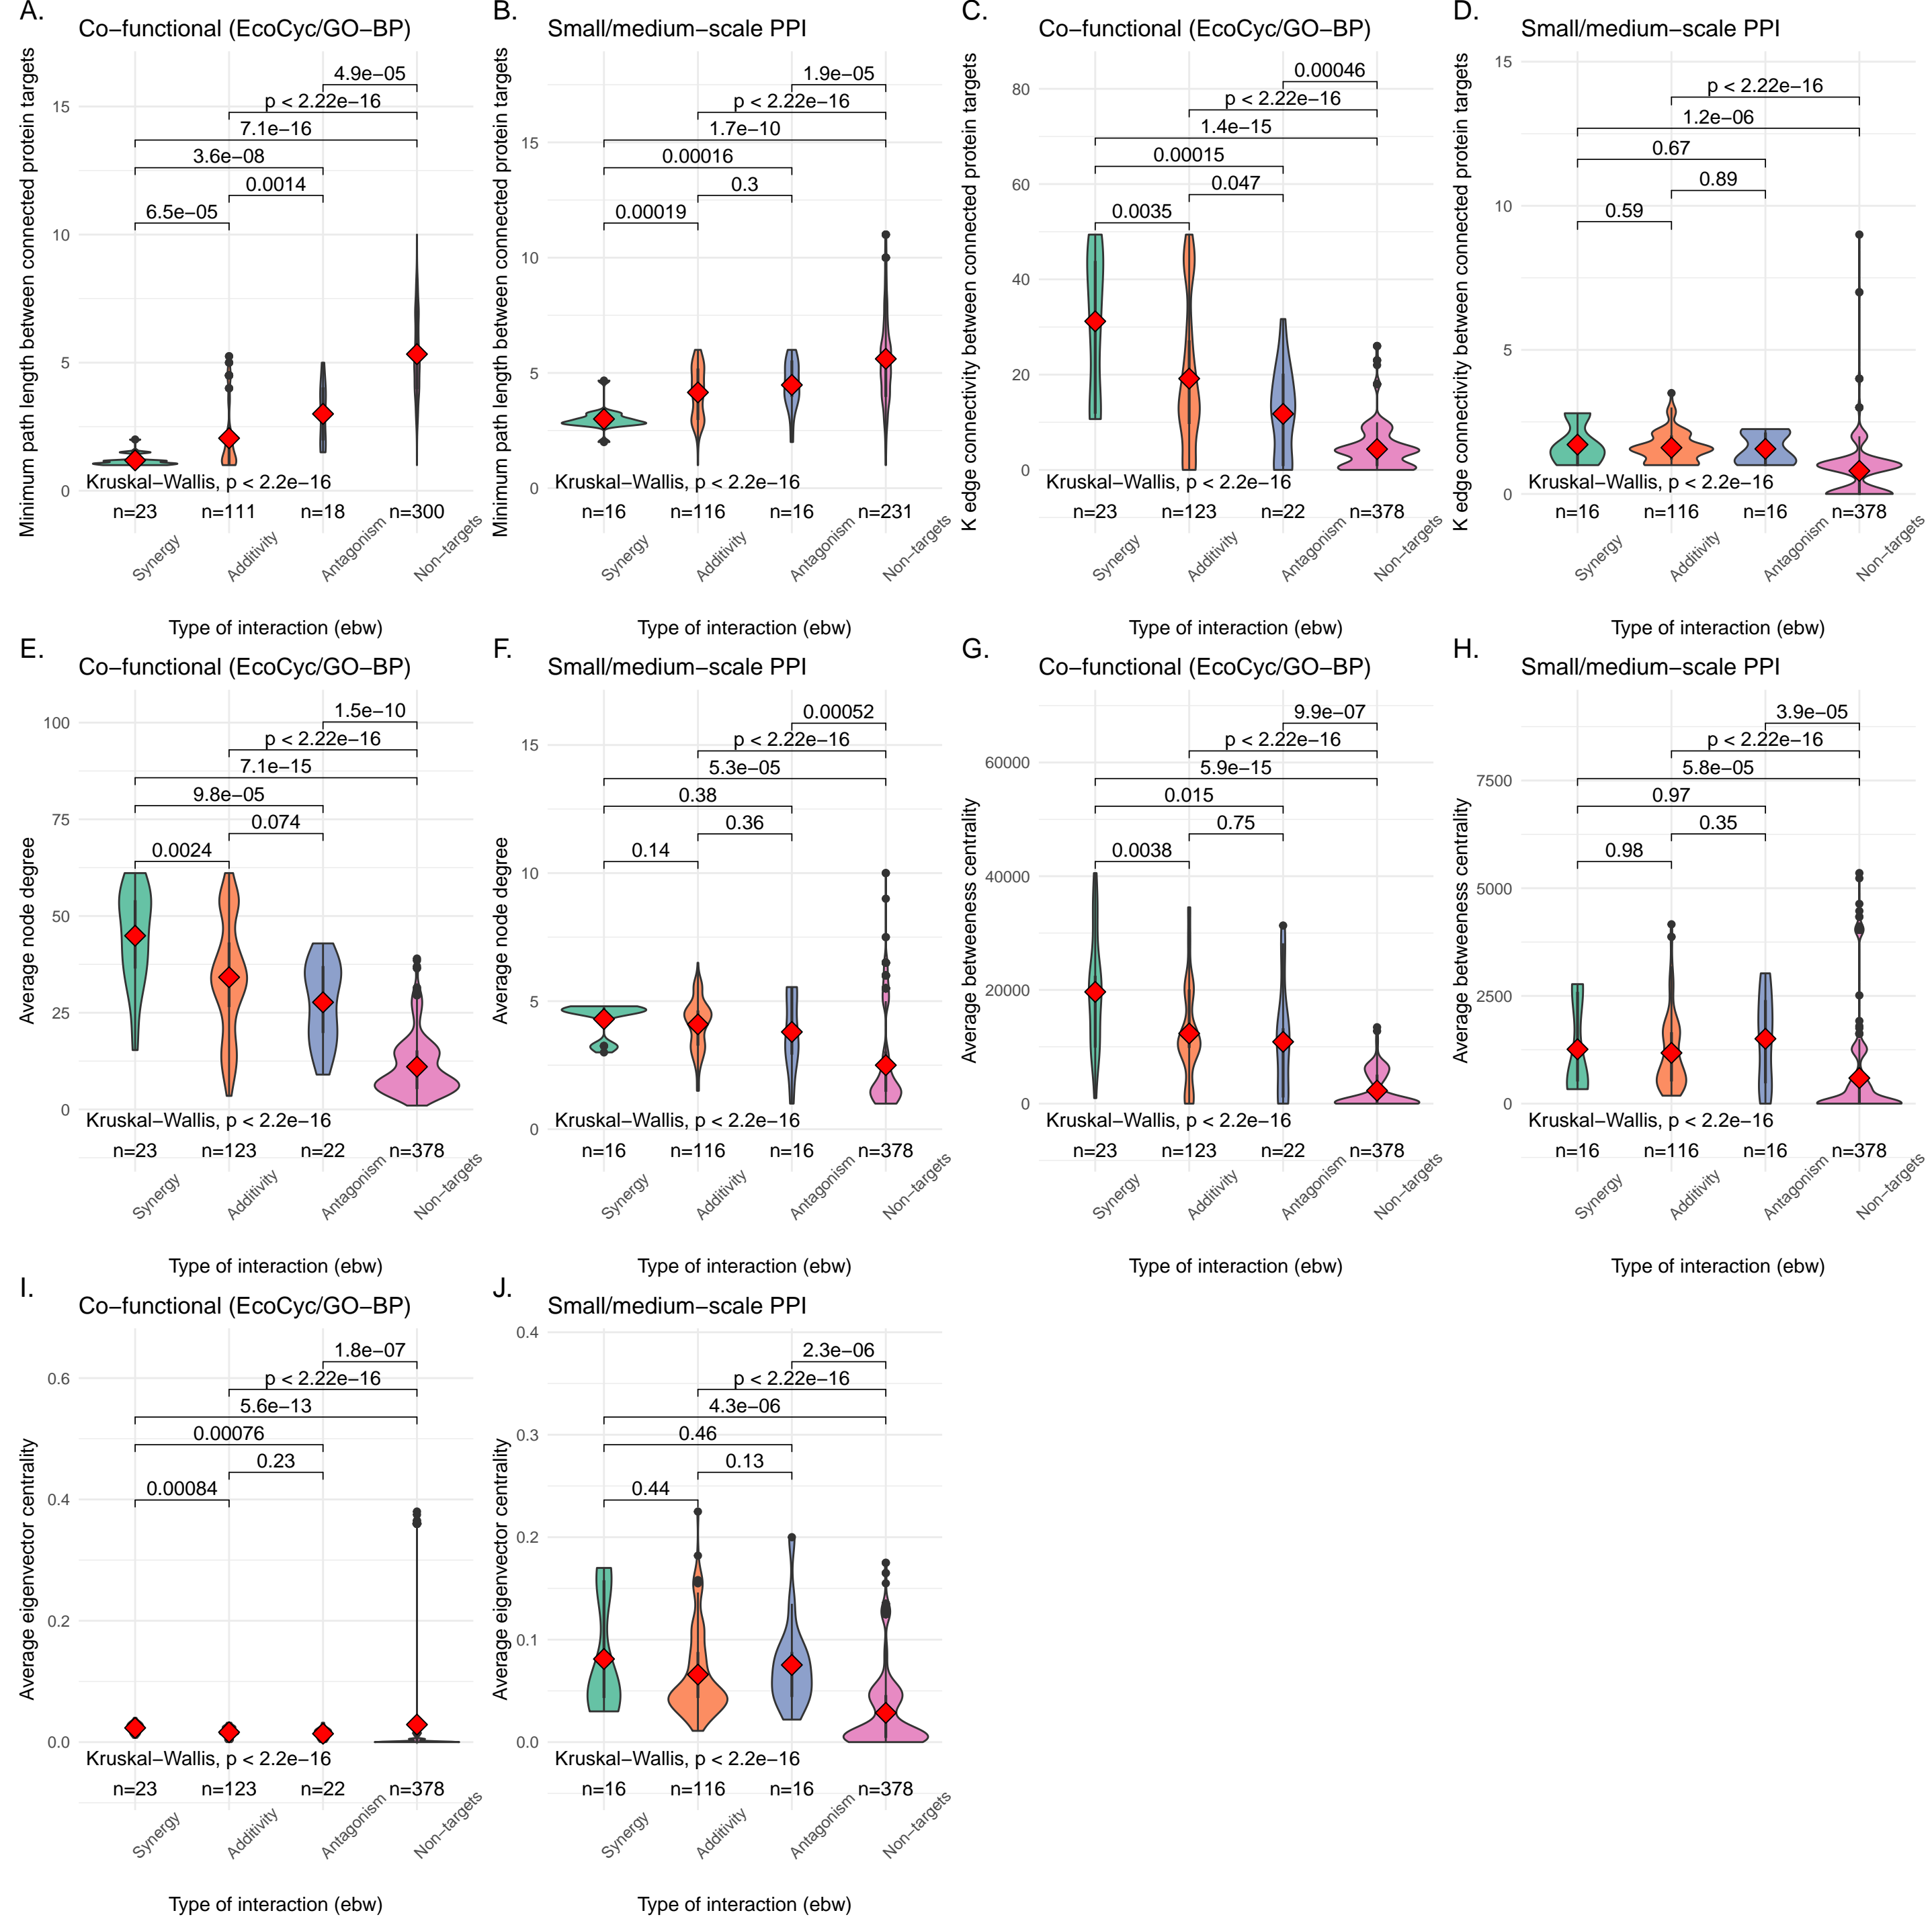 A.
Co−functional (EcoCyc/GO−BP)
Minimum path length between connected protein targets
15
10
5
0
4.9e−05
p < 2.22e−16
7.1e−16
3.6e−08
0.0014
6.5e−05
Kruskal−Wallis, p < 2.2e−16
n=23 n=111 n=18 n=300
Synergy Additivity Antagonism Non−targets
Type of interaction (ebw)
B.
Small/medium−scale PPI
Minimum path length between connected protein targets
15
10
5
0
1.9e−05
p < 2.22e−16
1.7e−10
0.00016
0.3
0.00019
Kruskal−Wallis, p < 2.2e−16
n=16 n=116 n=16 n=231
Synergy Additivity Antagonism Non−targets
Type of interaction (ebw)
C.
Co−functional (EcoCyc/GO−BP)
K edge connectivity between connected protein targets
80
60
40
20
0
0.00046
p < 2.22e−16
1.4e−15
0.00015
0.047
0.0035
Kruskal−Wallis, p < 2.2e−16
n=23 n=123 n=22 n=378
Synergy Additivity Antagonism Non−targets
Type of interaction (ebw)
D.
Small/medium−scale PPI
K edge connectivity between connected protein targets
15
10
5
0
p < 2.22e−16
1.2e−06
0.67
0.89
0.59
Kruskal−Wallis, p < 2.2e−16
n=16 n=116 n=16 n=378
Synergy Additivity Antagonism Non−targets
Type of interaction (ebw)
E.
Co−functional (EcoCyc/GO−BP)
Average node degree
100
75
50
25
0
1.5e−10
p < 2.22e−16
7.1e−15
9.8e−05
0.074
0.0024
Kruskal−Wallis, p < 2.2e−16
n=23 n=123 n=22 n=378
Synergy Additivity Antagonism Non−targets
Type of interaction (ebw)
F.
Small/medium−scale PPI
Average node degree
15
10
5
0
0.00052
p < 2.22e−16
5.3e−05
0.38
0.36
0.14
Kruskal−Wallis, p < 2.2e−16
n=16 n=116 n=16 n=378
Synergy Additivity Antagonism Non−targets
Type of interaction (ebw)
G.
Co−functional (EcoCyc/GO−BP)
Average betweeness centrality
60000
40000
20000
0
9.9e−07
p < 2.22e−16
5.9e−15
0.015
0.75
0.0038
Kruskal−Wallis, p < 2.2e−16
n=23 n=123 n=22 n=378
Synergy Additivity Antagonism Non−targets
Type of interaction (ebw)
H.
Small/medium−scale PPI
Average betweeness centrality
7500
5000
2500
0
3.9e−05
p < 2.22e−16
5.8e−05
0.97
0.35
0.98
Kruskal−Wallis, p < 2.2e−16
n=16 n=116 n=16 n=378
Synergy Additivity Antagonism Non−targets
Type of interaction (ebw)
I.
Co−functional (EcoCyc/GO−BP)
Average eigenvector centrality
0.6
0.4
0.2
0.0
1.8e−07
p < 2.22e−16
5.6e−13
0.00076
0.23
0.00084
Kruskal−Wallis, p < 2.2e−16
n=23 n=123 n=22 n=378
Synergy Additivity Antagonism Non−targets
Type of interaction (ebw)
J.
Small/medium−scale PPI
Average eigenvector centrality
0.4
0.3
0.2
0.1
0.0
2.3e−06
p < 2.22e−16
4.3e−06
0.46
0.13
0.44
Kruskal−Wallis, p < 2.2e−16
n=16 n=116 n=16 n=378
Synergy Additivity Antagonism Non−targets
Type of interaction (ebw)